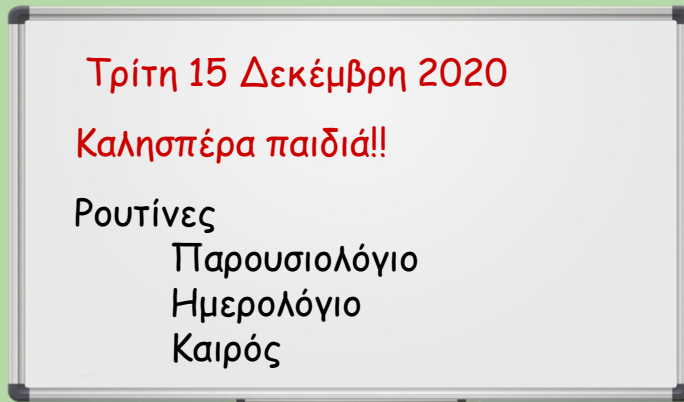 Τρίτη 15 Δεκέμβρη 2020
Καλησπέρα παιδιά!!
Ρουτίνες
Παρουσιολόγιο
Ημερολόγιο
Καιρός